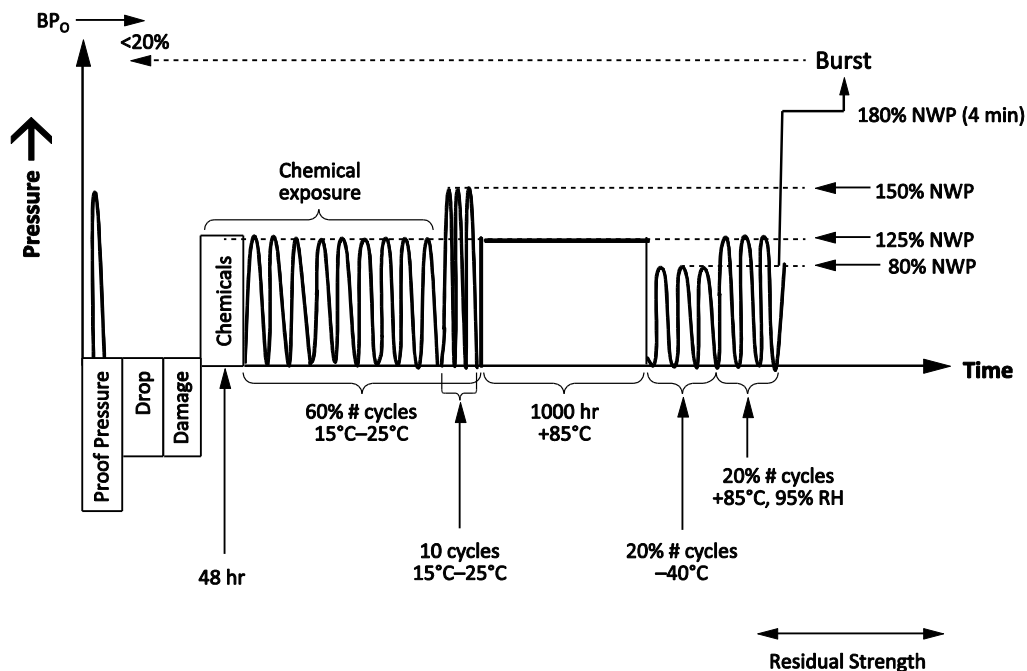 BPO
<20%
Burst
180% NWP (4 min)
Pressure
Chemical
exposure
150% NWP
125% NWP
80% NWP
Chemicals
Time
Proof Pressure
Drop
Damage
60% # cycles
15°C–25°C
1000 hr
+85°C
20% # cycles
+85°C, 95% RH
10 cycles
15°C–25°C
20% # cycles
–40°C
48 hr
Residual Strength